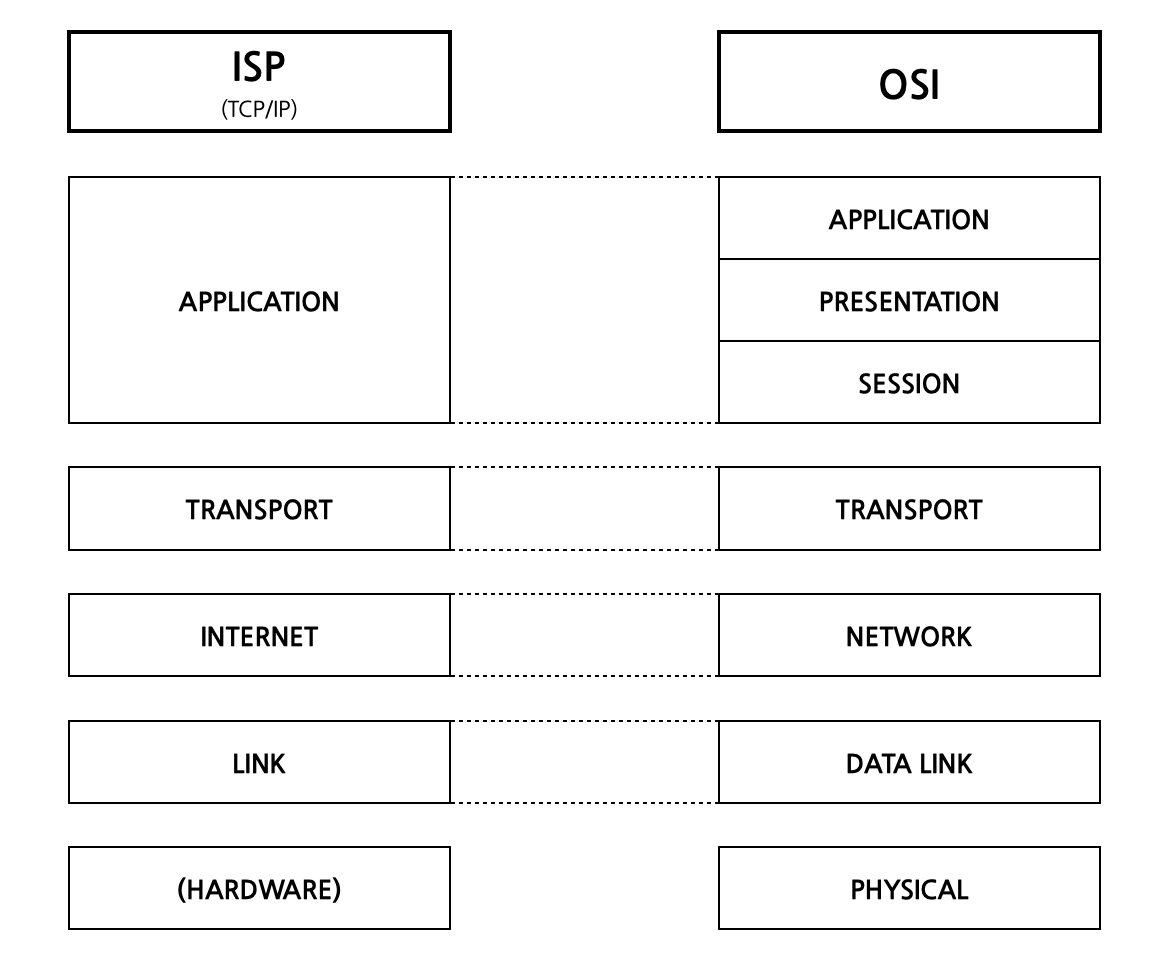 ISP
(TCP/IP)
OSI
APPLICATION
APPLICATION
PRESENTATION
SESSION
TRANSPORT
TRANSPORT
INTERNET
NETWORK
LINK
DATA LINK
(HARDWARE)
PHYSICAL